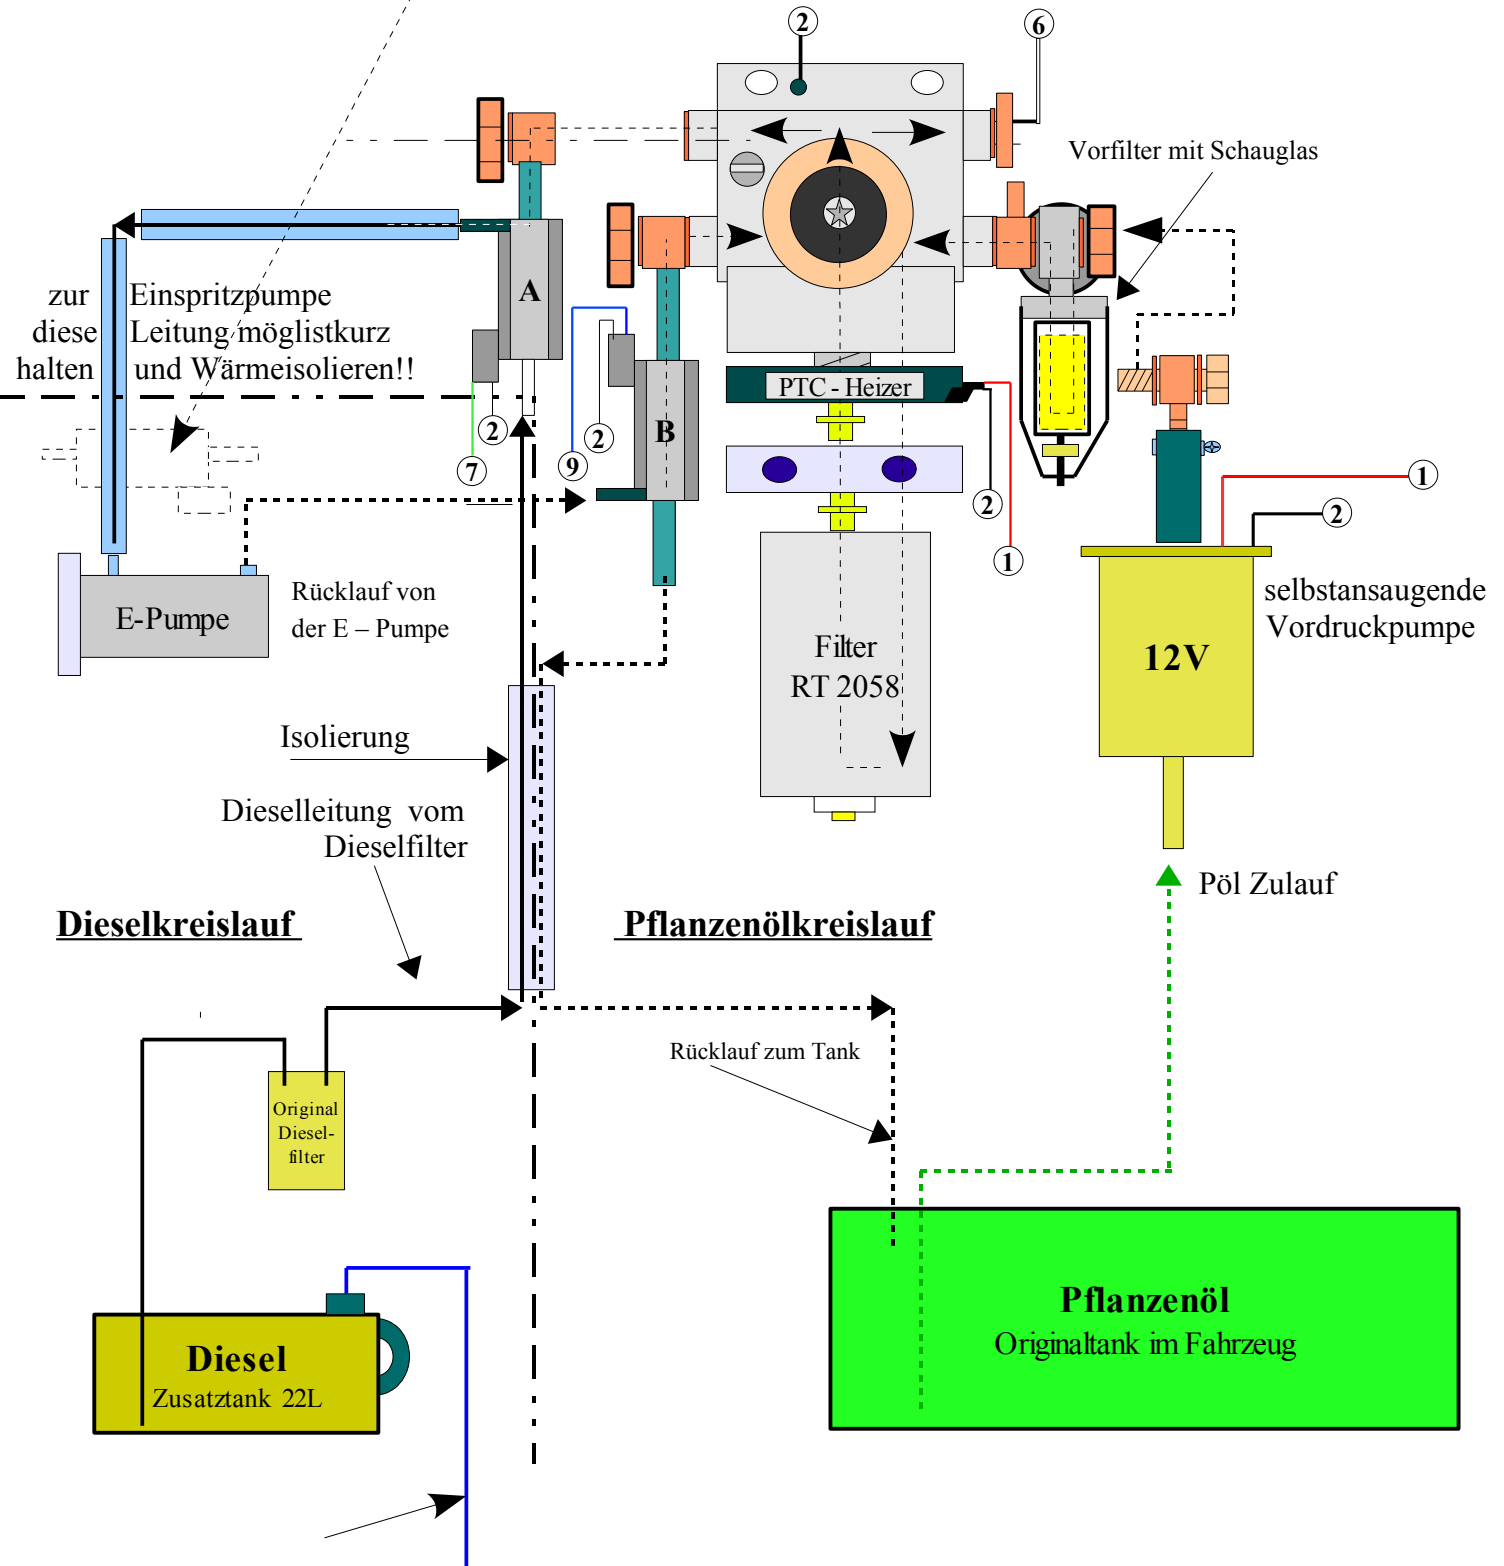 2
6
Vorfilter mit Schauglas
zur Einspritzpumpe
diese Leitung möglistkurz
halten und Wärmeisolieren!!
A
PTC - Heizer
2
B
2
7
9
2
1
1
2
E-Pumpe
Rücklauf von
der E – Pumpe
selbstansaugende
Vordruckpumpe
12V
Filter
RT 2058
Isolierung
Dieselleitung vom
Dieselfilter
Pöl Zulauf
Dieselkreislauf
Pflanzenölkreislauf
Rücklauf zum Tank
Original
Diesel-
filter
Pflanzenöl
Originaltank im Fahrzeug
Diesel
Zusatztank 22L